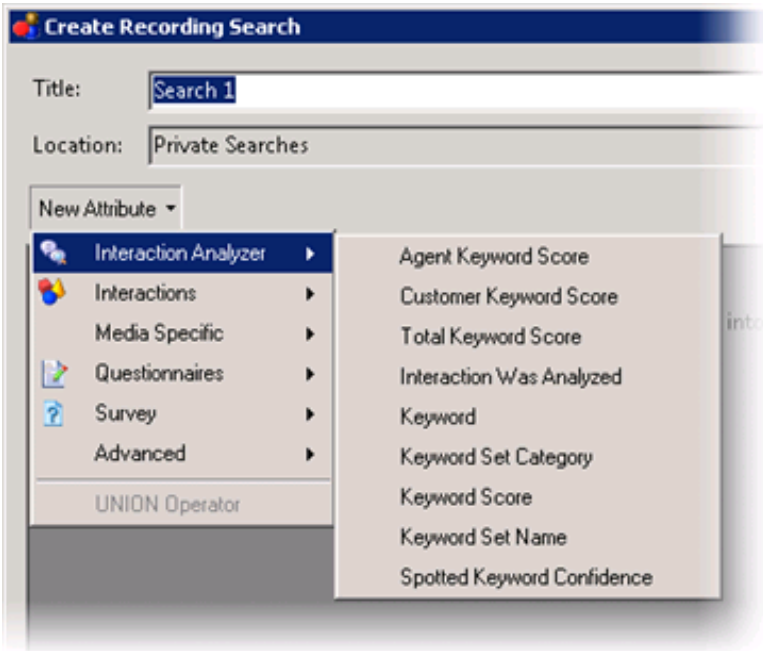 Create Recording Search
Title: Search 1
Location: Private Searches
New Attribute
Interaction Analyzer
Interactions
Media Specific
Questionnaires
Survey
Advanced
UNION Operator
Agent Keyword Score
Customer Keyword Score
Total Keyword Score
Interaction Was Analyzed
Keyword
Keyword Set Category
Keyword Score
Keyword Set Name
Spotted Keyword Confidence
into